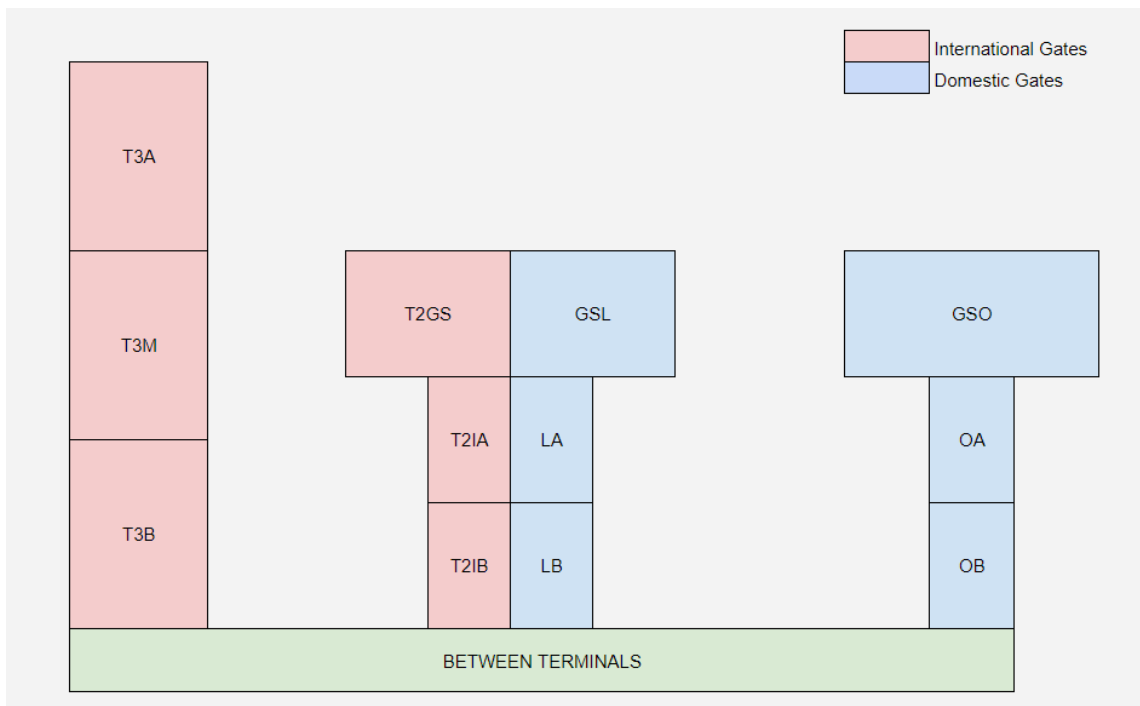 International Gates
Domestic Gates
T3A
T3M
T2GS
GSL
GSO
T2IA
LA
OA
T3B
T2IB
LB
OB
BETWEEN TERMINALS